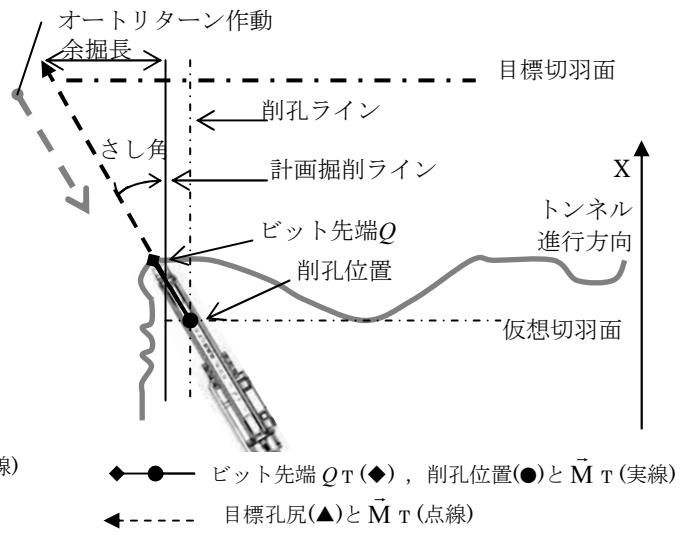 オートリターン作動
余掘長
目標切羽面
削孔ライン
さし角
計画掘削ライン
X
トンネル
進行方向
ビット先端Q
削孔位置
仮想切羽面
線)
ビット先端 Q T (◆) , 削孔位置(●)と M⃗ T (実線)
目標孔尻(▲)と M⃗ T (点線)